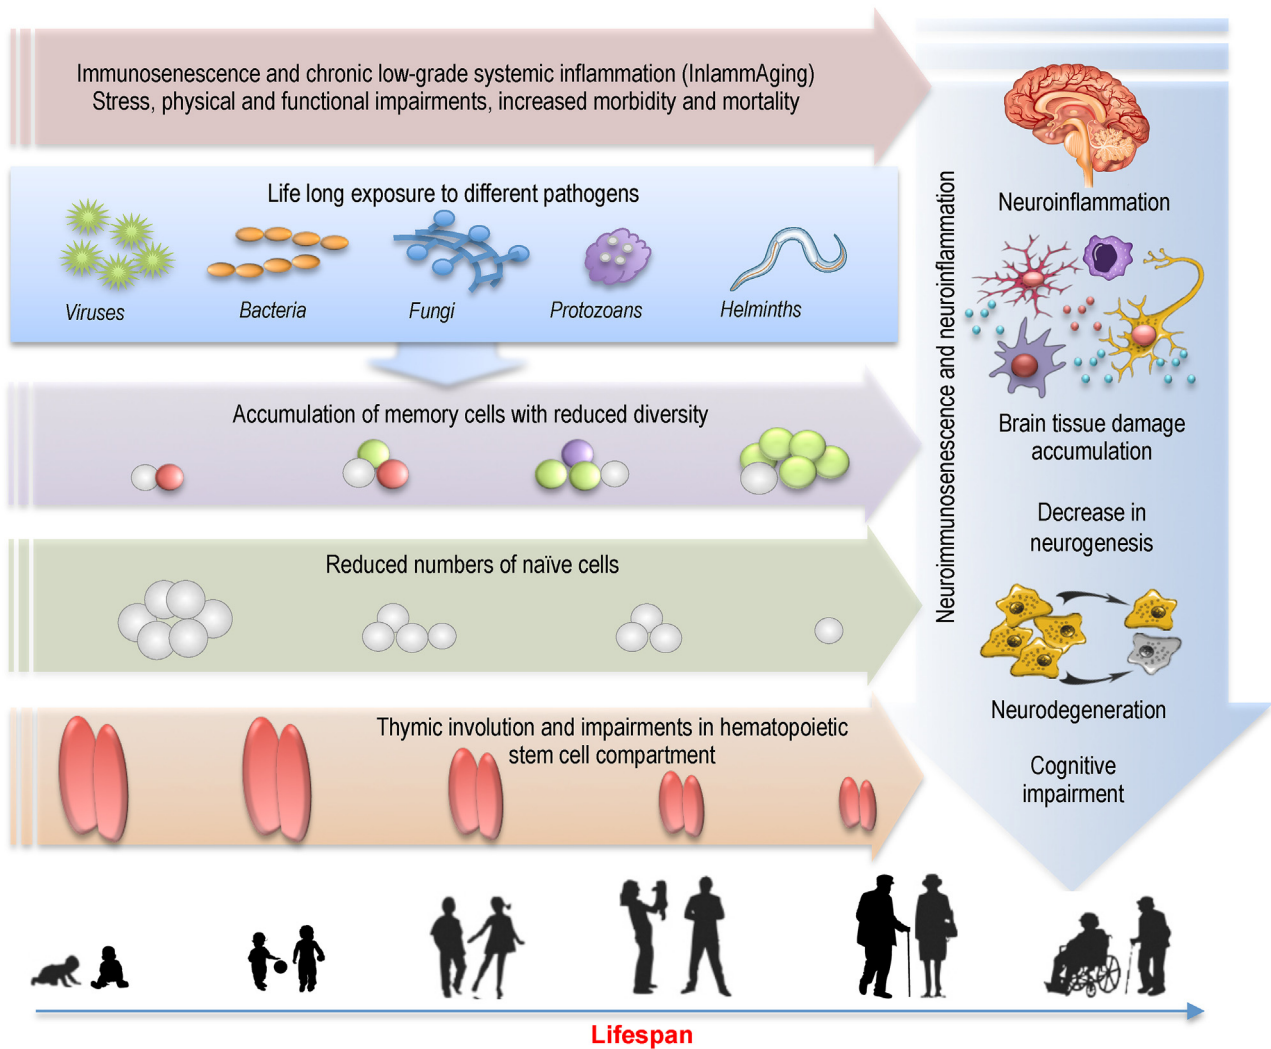 Immunosenescence and chronic low-grade systemic inflammation (InlammAging)
Stress, physical and functional impairments, increased morbidity and mortality
Life long exposure to different pathogens
Viruses
Bacteria
Fungi
Protozoans
Helminths
Accumulation of memory cells with reduced diversity
Reduced numbers of naïve cells
Thymic involution and impairments in hematopoietic
stem cell compartment
Neuroimmunosenescence and neuroinflammation
Neuroinflammation
Brain tissue damage
accumulation
Decrease in
neurogenesis
Neurodegeneration
Cognitive
impairment
Lifespan